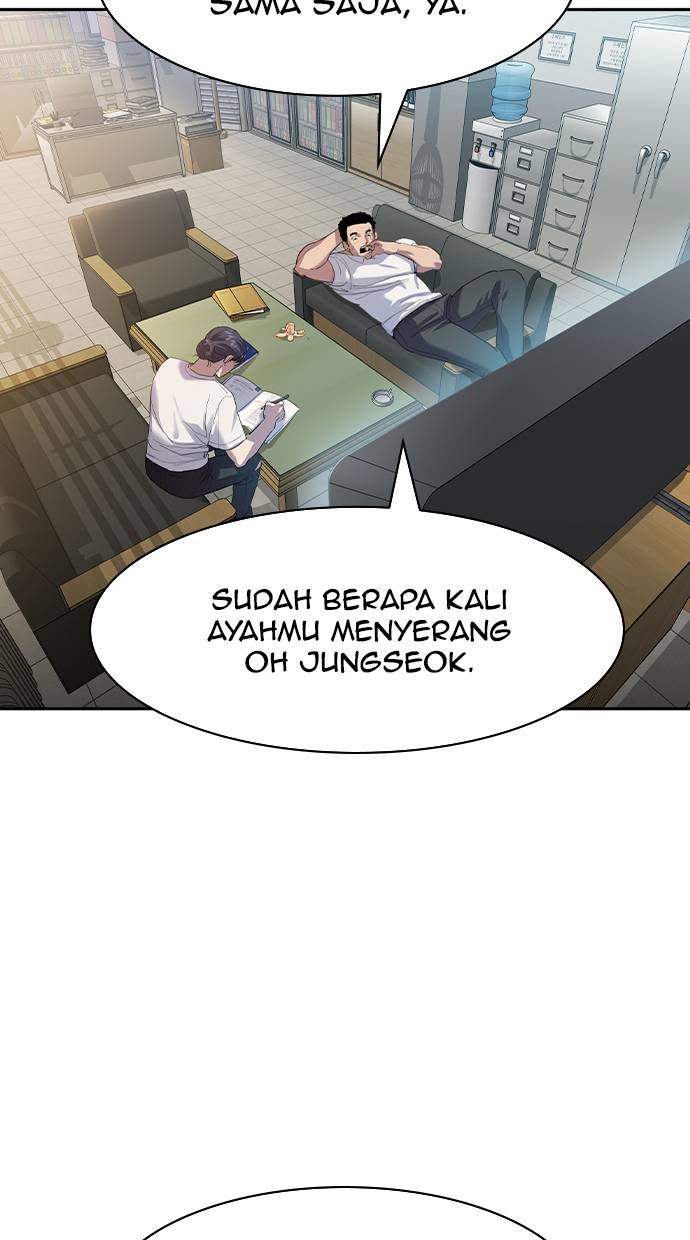 SAMA SAJA, YA.
SUDAH BERAPA KALI
AYAHMU MENYERANG
OH JUNGSEOK.